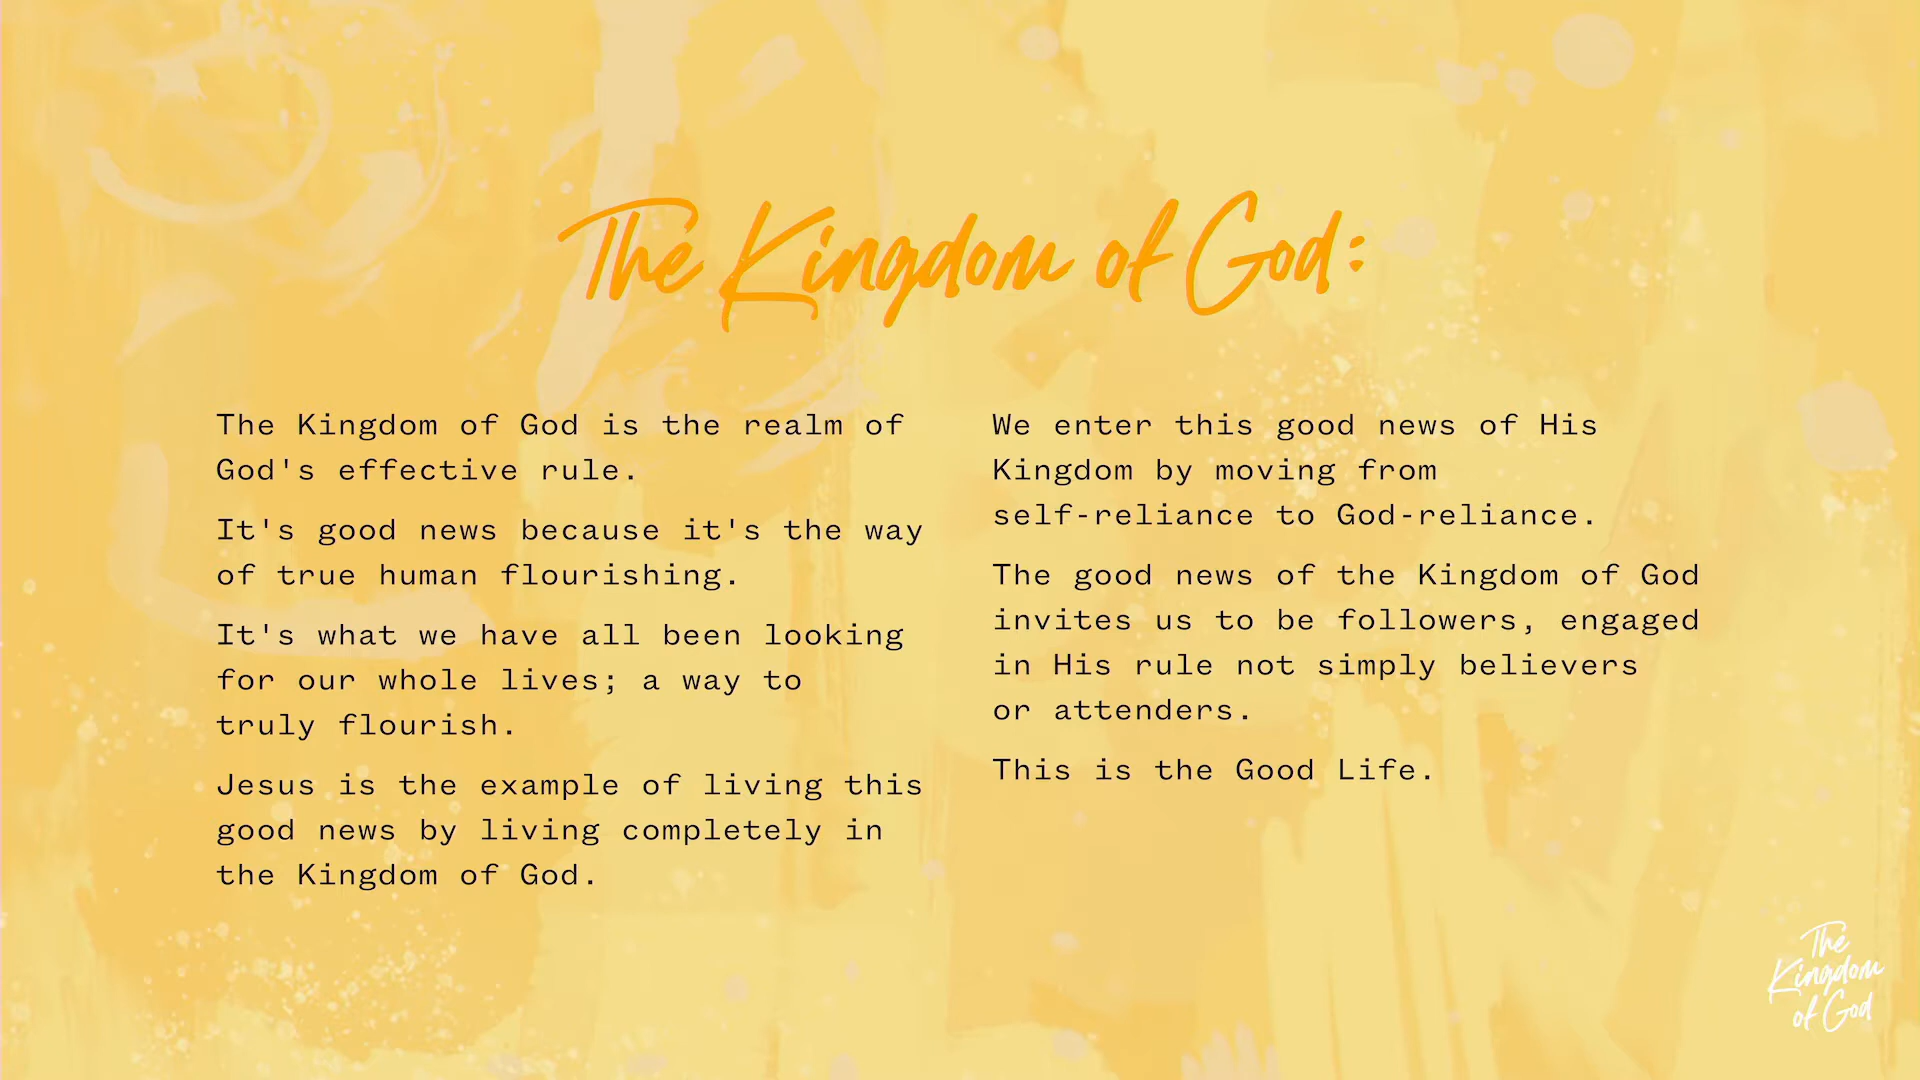 The Kingdom of God:
The Kingdom of God is the realm of
God's effective rule.
It's good news because it's the way
of true human flourishing.
It's what we have all been looking
for our whole lives; a way to
truly flourish.
Jesus is the example of living this
good news by living completely in
the Kingdom of God.
We enter this good news of His
Kingdom by moving from
self-reliance to God-reliance.
The good news of the Kingdom of God
invites us to be followers, engaged
in His rule not simply believers
or attenders.
This is the Good Life.
The
Kingdom
of God